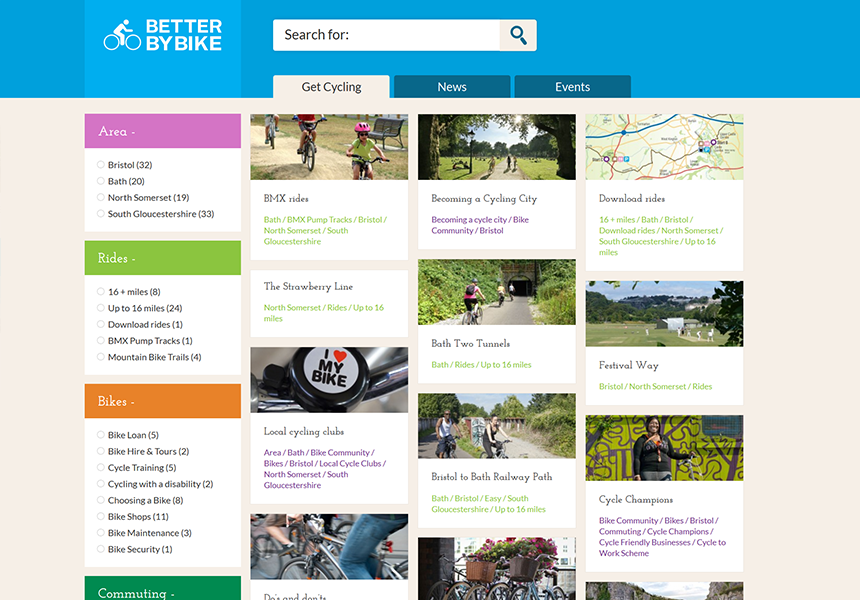 BETTER
BY BIKE
Search for:
Get Cycling
News
Events
Area -
Bristol (32)
Bath (20)
North Somerset (19)
South Gloucestershire (33)
Rides -
16 + miles (8)
Up to 16 miles (24)
Download rides (1)
BMX Pump Tracks (1)
Mountain Bike Trails (4)
Bikes -
Bike Loan (5)
Bike Hire & Tours (2)
Cycle Training (5)
Cycling with a disability (2)
Choosing a Bike (8)
Bike Shops (11)
Bike Maintenance (3)
Bike Security (1)
Commuting -
BMX rides
Bath / BMX Pump Tracks / Bristol /
North Somerset / South
Gloucestershire
The Strawberry Line
North Somerset / Rides / Up to 16
miles
I
MY
BIKE
Local cycling clubs
Area / Bath / Bike Community /
Bikes / Bristol / Local Cycle Clubs /
North Somerset / South
Gloucestershire
Do's and don'ts
Becoming a Cycling City
Becoming a cycle city / Bike
Community / Bristol
Bath Two Tunnels
Bath / Rides / Up to 16 miles
Bristol to Bath Railway Path
Bath / Bristol / Easy / South
Gloucestershire / Up to 16 miles
Download rides
16 + miles / Bath / Bristol /
Download rides / North Somerset /
South Gloucestershire / Up to 16
miles
Festival Way
Bristol / North Somerset / Rides
Cycle Champions
Bike Community / Bikes / Bristol /
Commuting / Cycle Champions /
Cycle Friendly Businesses / Cycle to
Work Scheme